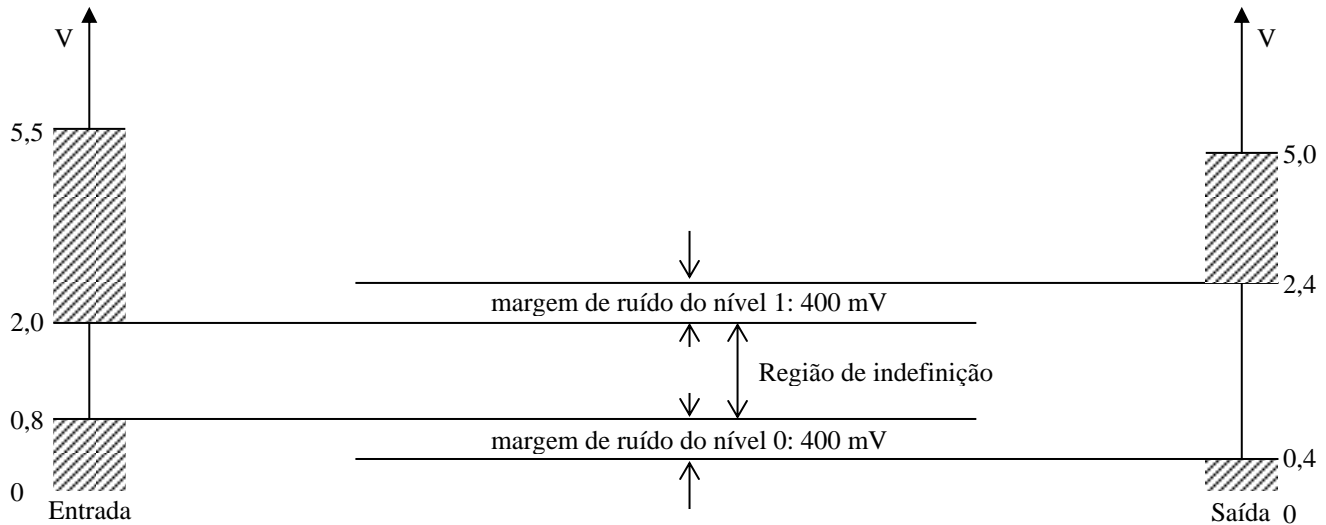 V
V
5,5
5,0
2,4
margem de ruído do nível 1: 400 mV
2,0
Região de indefinição
0,8
margem de ruído do nível 0: 400 mV
0,4
0
Entrada
Saída 0